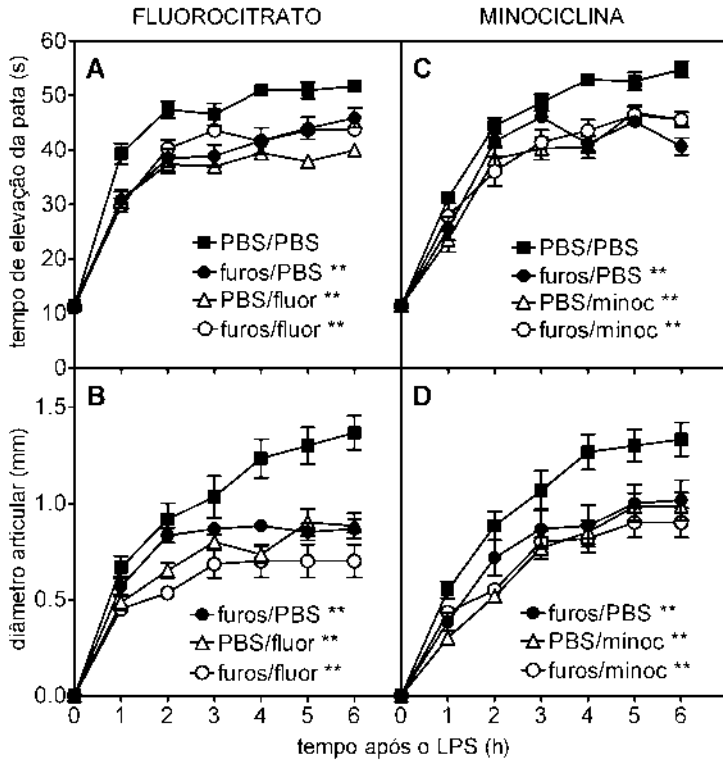 FLUOROCITRATO
MINOCICLINA
tempo de elevação da pata (s)
60
50
40
30
20
10
0
A
PBS/PBS
furos/PBS **
PBS/fluor **
furos/fluor **
C
PBS/PBS
furos/PBS **
PBS/minoc **
furos/minoc **
diâmetro articular (mm)
1.5
1.0
0.5
0.0
B
furos/PBS **
PBS/fluor **
furos/fluor **
D
furos/PBS **
PBS/minoc **
furos/minoc **
0 1 2 3 4 5 6
0 1 2 3 4 5 6
tempo após o LPS (h)